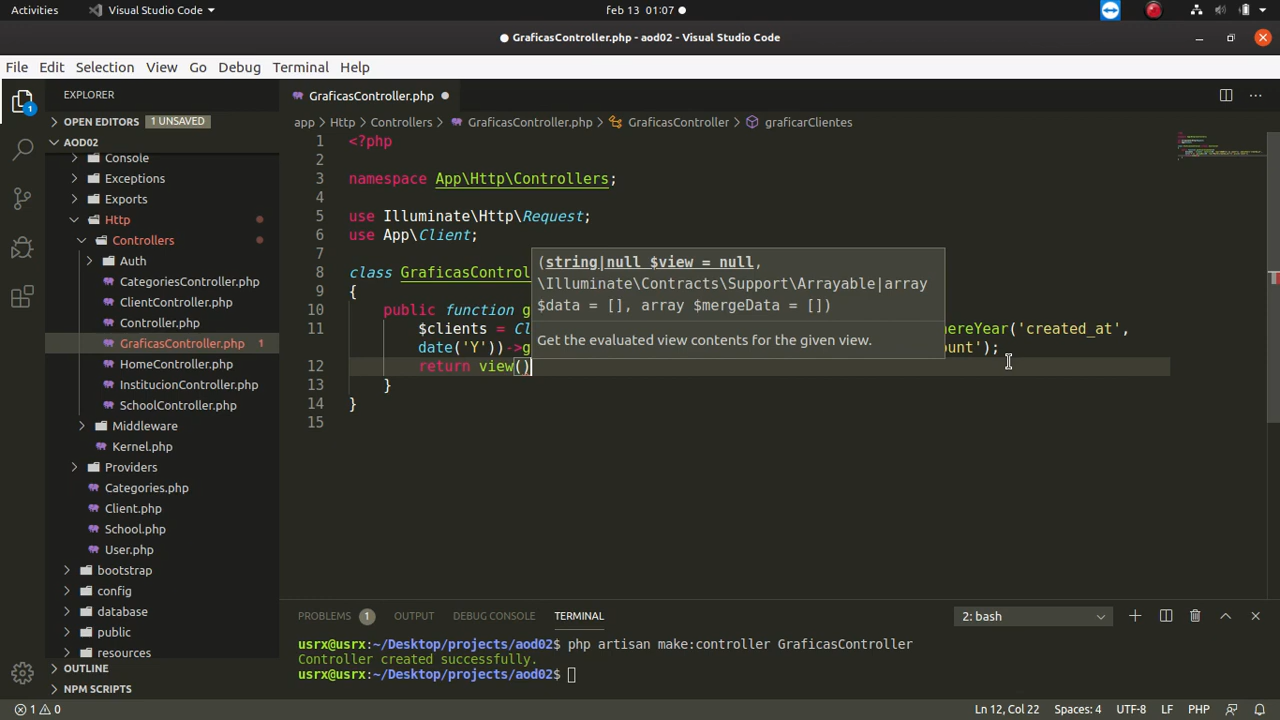 Activities
Visual Studio Code
feb 13 01:07
GraficasController.php - aod02 - Visual Studio Code
File Edit Selection View Go Debug Terminal Help
EXPLORER
OPEN EDITORS 1 UNSAVED
AOD02
Console
Exceptions
Exports
Http
Controllers
Auth
CategoriesController.php
ClientController.php
Controller.php
GraficasController.php 1
HomeController.php
InstitucionController.php
SchoolController.php
Middleware
Kernel.php
Providers
Categories.php
Client.php
School.php
User.php
bootstrap
config
database
public
resources
OUTLINE
NPM SCRIPTS
1
GraficasController.php
app > Http > Controllers > GraficasController.php > GraficasController > graficarClientes
1 <?php
2
3 namespace App\Http\Controllers;
4
5 use Illuminate\Http\Request;
6 use App\Client;
7
8 class GraficasControl
9 {
10 public function g
11 $clients = Cl hereYear('created_at',
date('Y'))->g ount');
12 return view()
13 }
14 }
15
(string|null $view = null,
\Illuminate\Contracts\Support\Arrayable|array
$data = [], array $mergeData = [])
Get the evaluated view contents for the given view.
PROBLEMS 1 OUTPUT DEBUG CONSOLE TERMINAL
2: bash
usrx@usrx:~/Desktop/projects/aod02$ php artisan make:controller GraficasController
Controller created successfully.
usrx@usrx:~/Desktop/projects/aod02$
1 0
Ln 12, Col 22 Spaces: 4 UTF-8 LF PHP